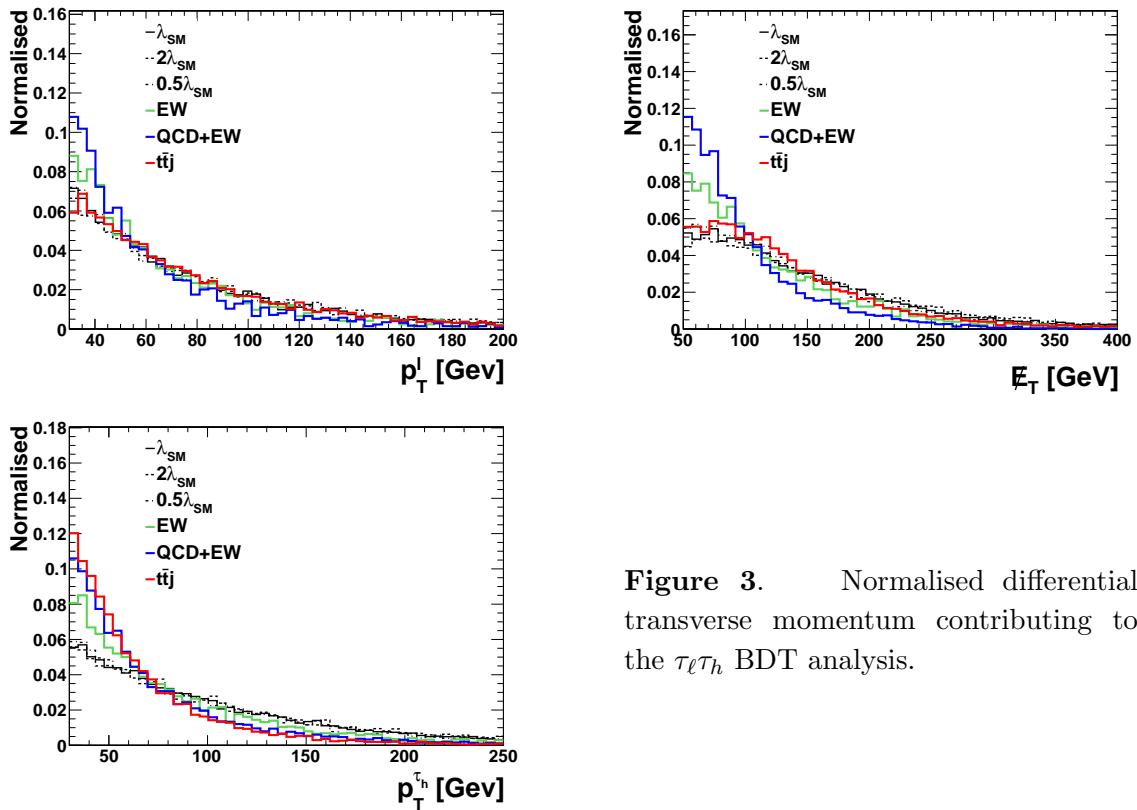 Normalised
0.16
0.14
0.12
0.1
0.08
0.06
0.04
0.02
0
λSM
2λSM
0.5λSM
EW
QCD+EW
tt̄j
40 60 80 100 120 140 160 180 200
p_T^l [Gev]
Normalised
0.16
0.14
0.12
0.1
0.08
0.06
0.04
0.02
0
λSM
2λSM
0.5λSM
EW
QCD+EW
tt̄j
50 100 150 200 250 300 350 400
E̸_T [GeV]
Normalised
0.18
0.16
0.14
0.12
0.1
0.08
0.06
0.04
0.02
0
λSM
2λSM
0.5λSM
EW
QCD+EW
tt̄j
50 100 150 200 250
p_T^{τ_h} [Gev]
Figure 3. Normalised differential
transverse momentum contributing to
the τ_ℓτ_h BDT analysis.